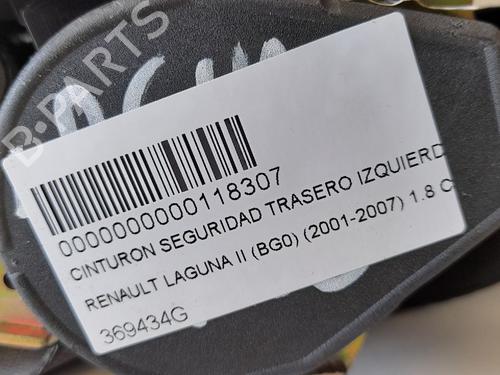 B-PARTS
0000000000118307
CINTURON SEGURIDAD TRASERO IZQUIERD
RENAULT LAGUNA II (BG0) (2001-2007) 1.8 C
369434G